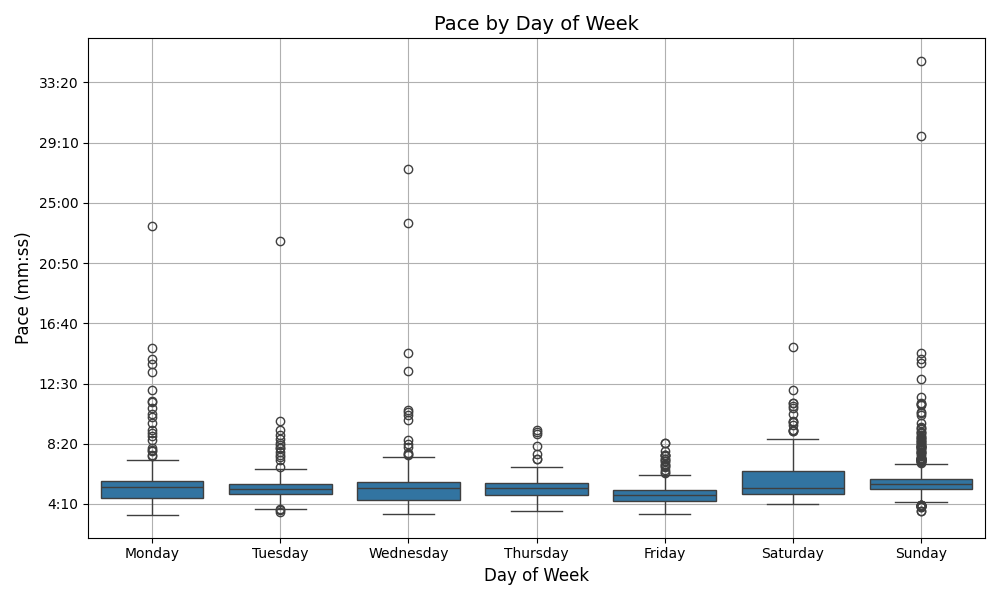 Pace by Day of Week
Pace (mm:ss)
33:20
29:10
25:00
20:50
16:40
12:30
8:20
4:10
Monday Tuesday Wednesday Thursday Friday Saturday Sunday
Day of Week